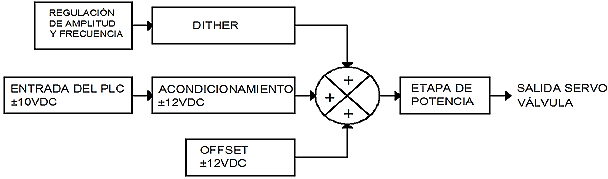 REGULACIÓN
DE AMPLITUD
Y FRECUENCIA
DITHER
ENTRADA DEL PLC
±10VDC
ACONDICIONAMIENTO
±12VDC
+
+
+
ETAPA DE
POTENCIA
SALIDA SERVO
VÁLVULA
OFFSET
±12VDC